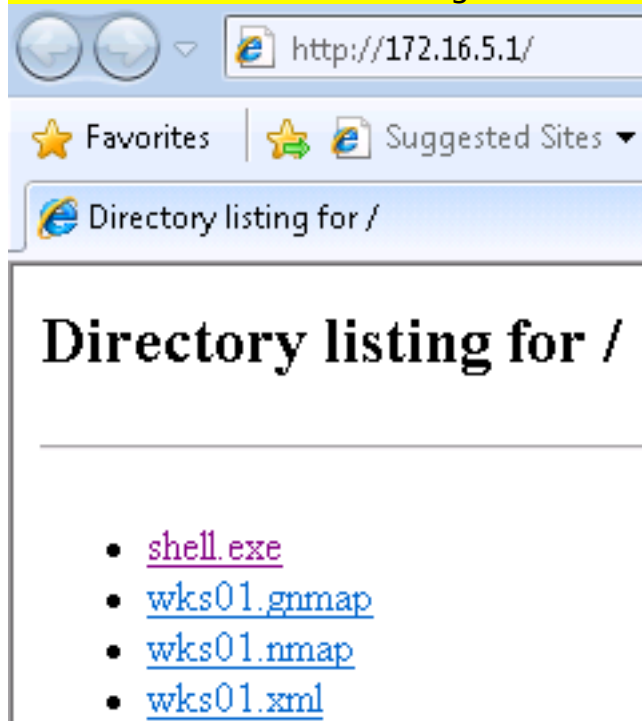 http://172.16.5.1/
Favorites Suggested Sites
Directory listing for /
Directory listing for /
shell.exe
wks01.gnmap
wks01.nmap
wks01.xml